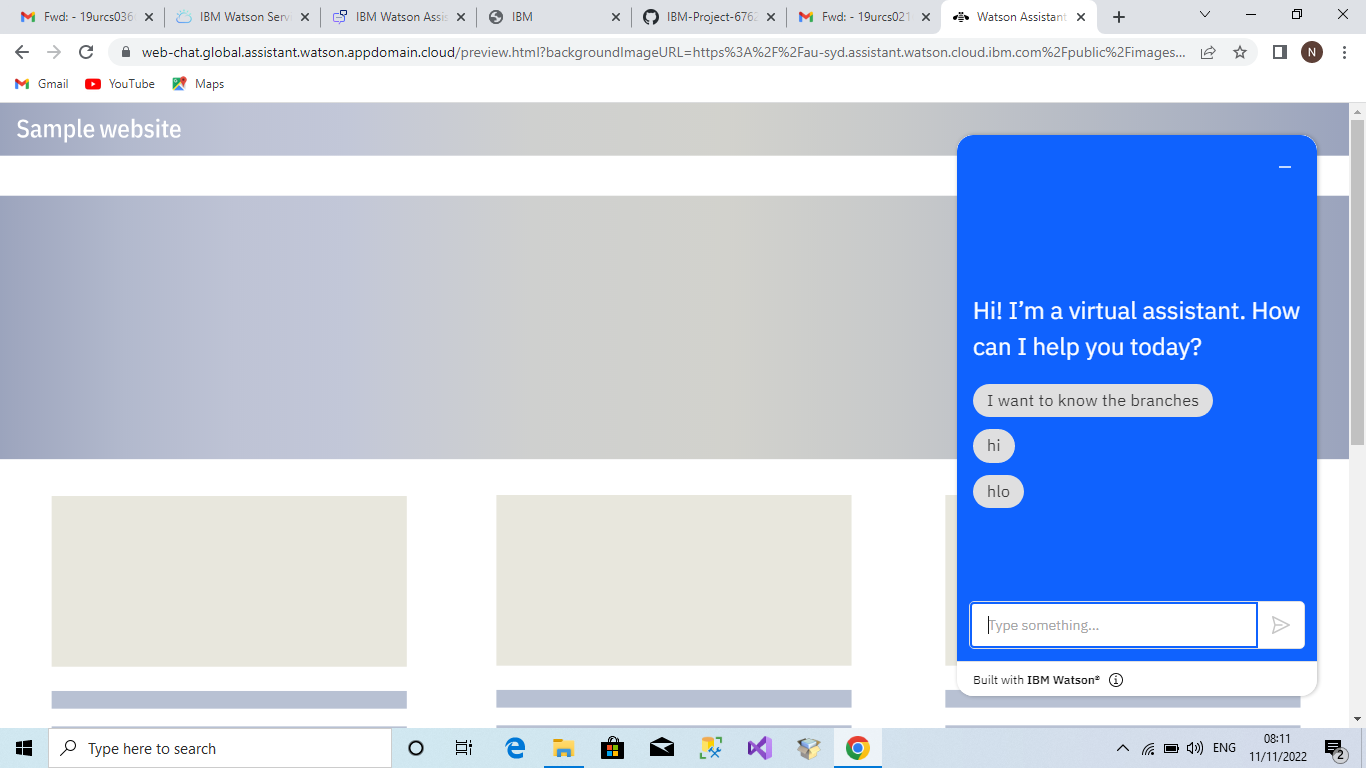 Fwd: - 19urcs036
IBM Watson Serv
IBM Watson Assis
IBM
IBM-Project-6762
Fwd: - 19urcs021
Watson Assistant
web-chat.global.assistant.watson.appdomain.cloud/preview.html?backgroundImageURL=https%3A%2F%2Fau-syd.assistant.watson.cloud.ibm.com%2Fpublic%2Fimages...
N
Gmail
YouTube
Maps
Sample website
Hi! I’m a virtual assistant. How
can I help you today?
I want to know the branches
hi
hlo
Type something...
Built with IBM Watson®
Type here to search
ENG
08:11
11/11/2022
2